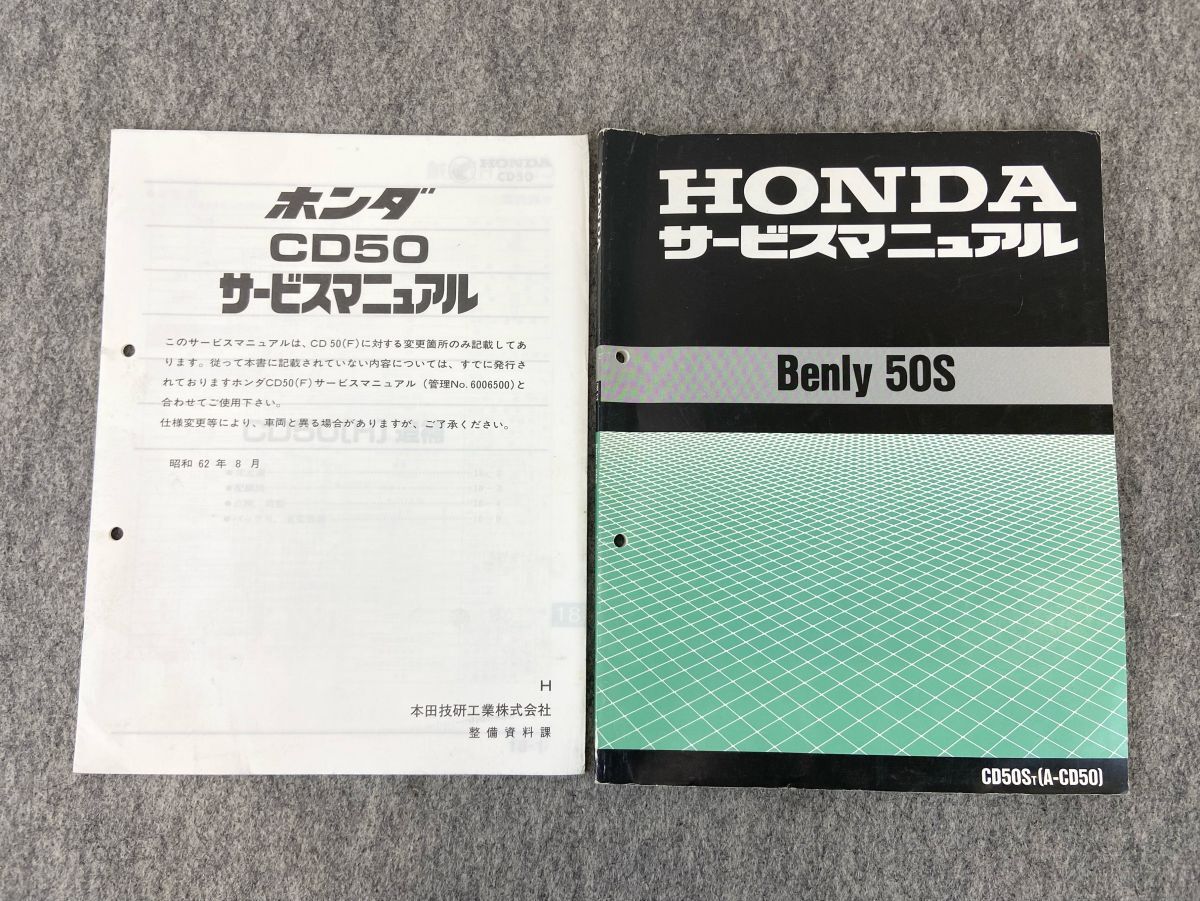 ホンダ
CD50
サービスマニュアル
このサービスマニュアルは、CD 50(F)に対する変更箇所のみ記載してあ
ります。従って本書に記載されていない内容については、すでに発行さ
れておりますホンダCD50(F)サービスマニュアル (管理No.6006500)と
合わせてご使用下さい。
仕様変更等により、車両と異る場合がありますが、ご了承ください。
昭和 62 年 8 月
18
H
本田技研工業株式会社
整備資料課
HONDA
サービスマニュアル
Benly 50S
CD50ST(A-CD50)